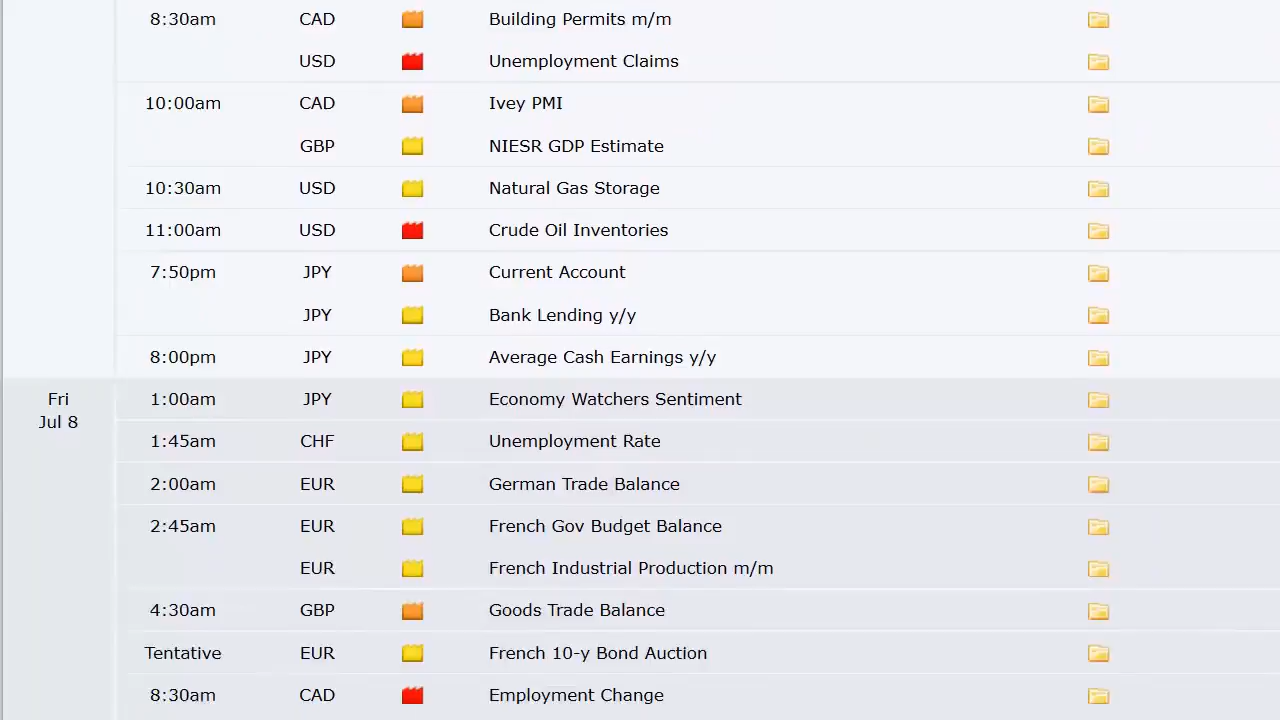 8:30am CAD Building Permits m/m
USD Unemployment Claims
10:00am CAD Ivey PMI
GBP NIESR GDP Estimate
10:30am USD Natural Gas Storage
11:00am USD Crude Oil Inventories
7:50pm JPY Current Account
JPY Bank Lending y/y
8:00pm JPY Average Cash Earnings y/y
Fri 1:00am JPY Economy Watchers Sentiment
Jul 8
1:45am CHF Unemployment Rate
2:00am EUR German Trade Balance
2:45am EUR French Gov Budget Balance
EUR French Industrial Production m/m
4:30am GBP Goods Trade Balance
Tentative EUR French 10-y Bond Auction
8:30am CAD Employment Change